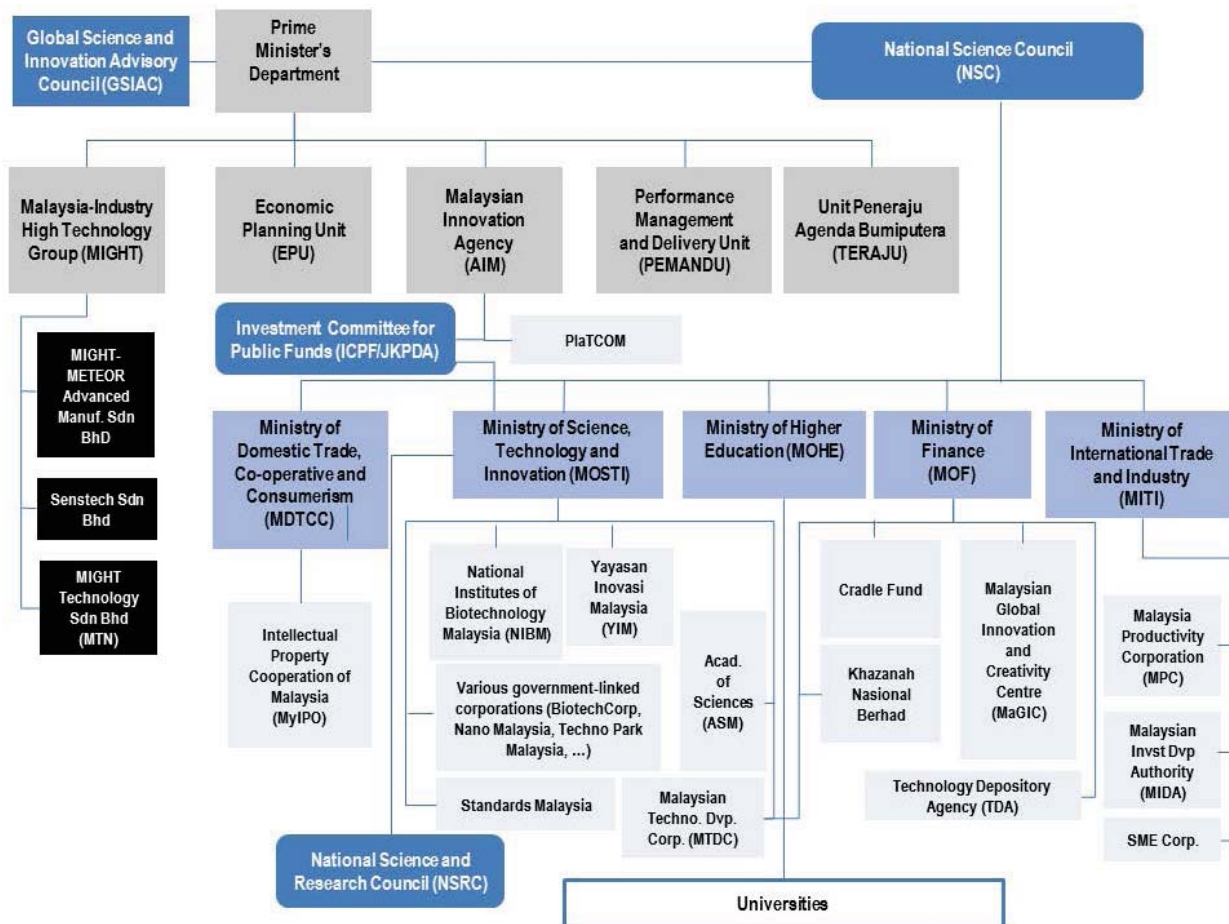 Global Science and
Innovation Advisory
Council (GSIAC)
Prime
Minister's
Department
National Science Council
(NSC)
Malaysia-Industry
High Technology
Group (MIGHT)
Economic
Planning Unit
(EPU)
Malaysian
Innovation
Agency
(AIM)
Performance
Management
and Delivery Unit
(PEMANDU)
Unit Peneraju
Agenda Bumiputera
(TERAJU)
Investment Committee for
Public Funds (ICPF/JKPDA)
PlaTCOM
MIGHT-
METEOR
Advanced
Manuf. Sdn
BhD
Senstech Sdn
Bhd
MIGHT
Technology
Sdn Bhd
(MTN)
Ministry of
Domestic Trade,
Co-operative and
Consumerism
(MDTCC)
Ministry of Science,
Technology and
Innovation (MOSTI)
Ministry of Higher
Education (MOHE)
Ministry of
Finance
(MOF)
Ministry of
International Trade
and Industry
(MITI)
Intellectual
Property
Cooperation of
Malaysia
(MyIPO)
National
Institutes of
Biotechnology
Malaysia (NIBM)
Yayasan
Inovasi
Malaysia
(YIM)
Various government-linked
corporations (BiotechCorp,
Nano Malaysia, Techno Park
Malaysia, ...)
Acad.
of
Sciences
(ASM)
Standards Malaysia
Malaysian
Techno. Dvp.
Corp. (MTDC)
Cradle Fund
Khazanah
Nasional
Berhad
Malaysian
Global
Innovation
and
Creativity
Centre
(MaGIC)
Technology Depository
Agency (TDA)
Malaysia
Productivity
Corporation
(MPC)
Malaysian
Invst Dvp
Authority
(MIDA)
SME Corp.
National Science and
Research Council (NSRC)
Universities